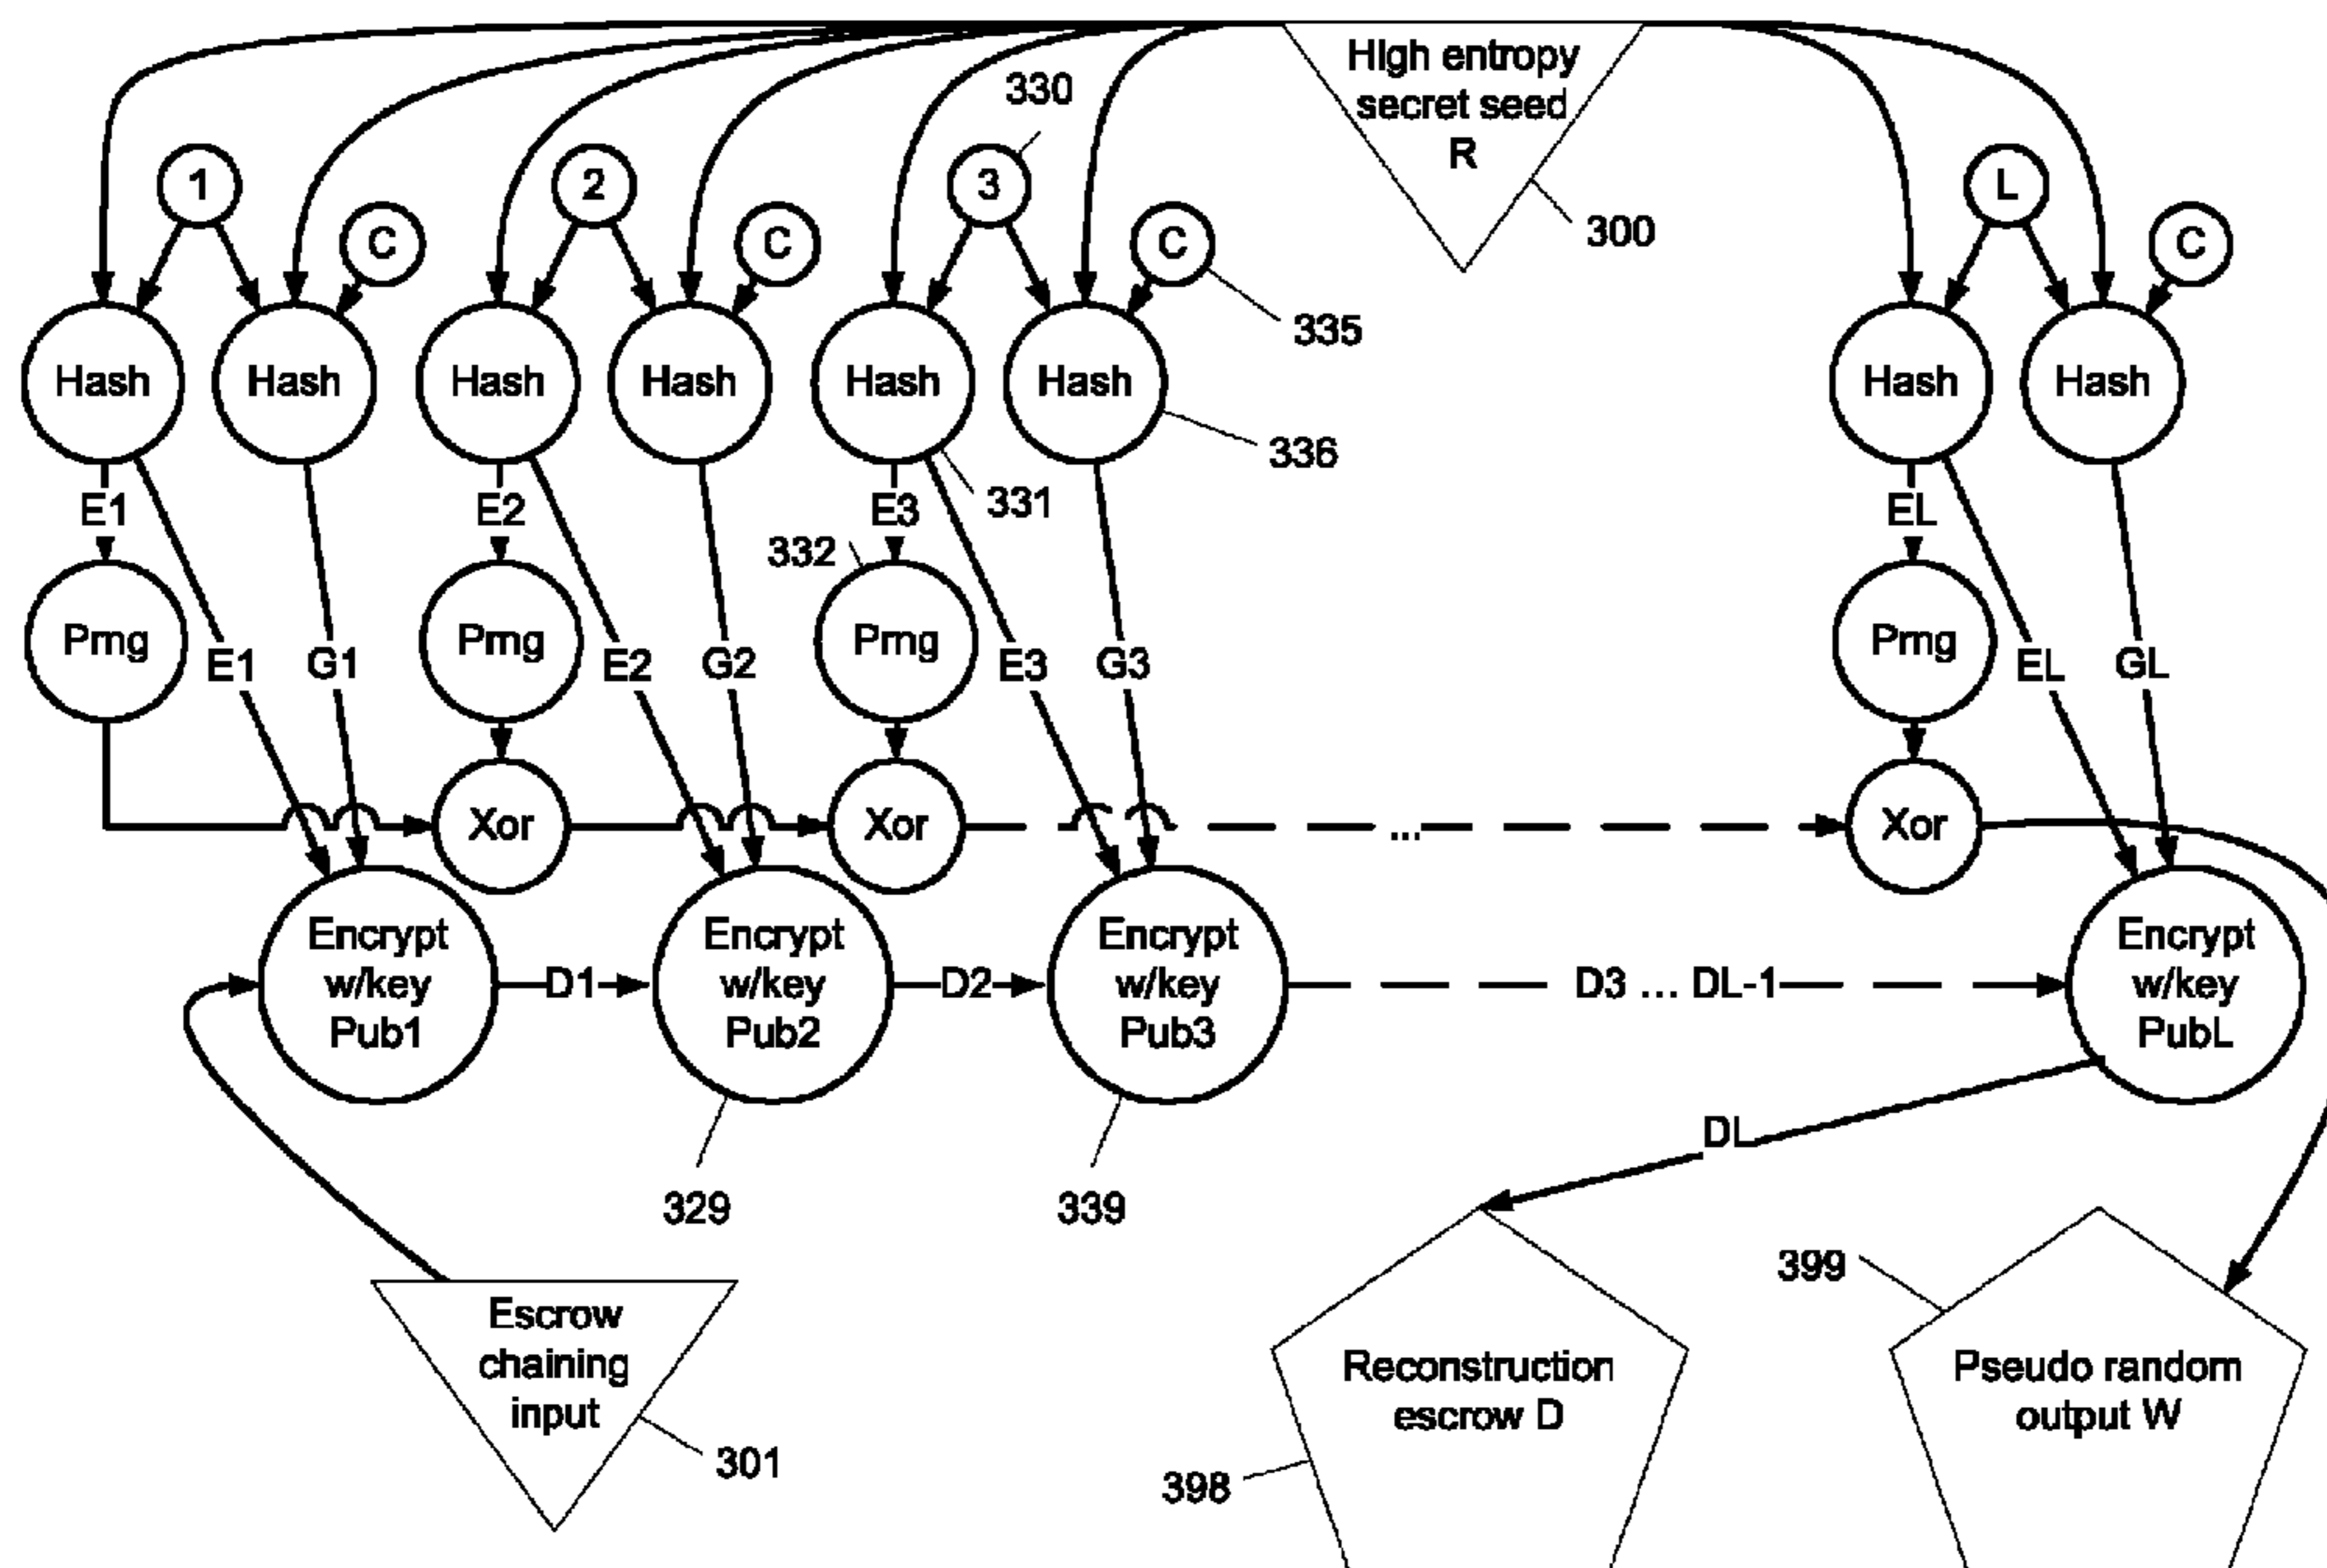 HIgh entropy
secret seed
R
330
1
2
3
L
C
C
C
C
300
335
Hash
Hash
Hash
Hash
Hash
Hash
Hash
Hash
336
331
E1
E2
E3
EL
332
Prng
Prng
Prng
Prng
E1
G1
E2
G2
E3
G3
EL
GL
Xor
Xor
...
Xor
Encrypt
w/key
Pub1
D1
Encrypt
w/key
Pub2
D2
Encrypt
w/key
Pub3
D3 ... DL-1
Encrypt
w/key
PubL
DL
329
339
399
Escrow
chaining
input
301
Reconstruction
escrow D
398
Pseudo random
output W